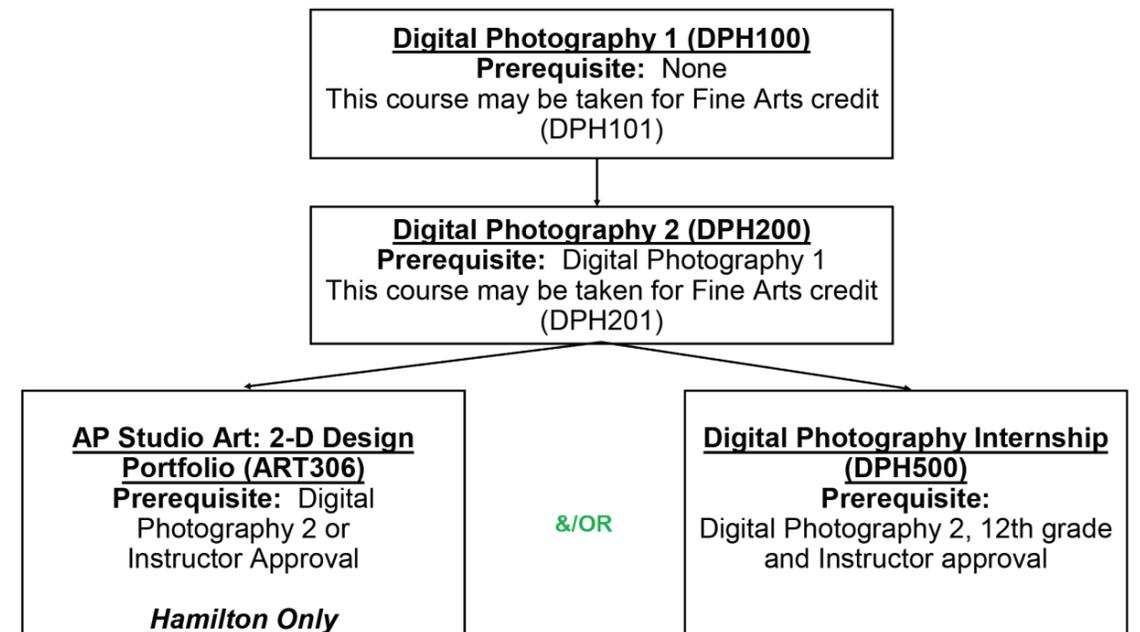 Digital Photography 1 (DPH100)
Prerequisite: None
This course may be taken for Fine Arts credit
(DPH101)
Digital Photography 2 (DPH200)
Prerequisite: Digital Photography 1
This course may be taken for Fine Arts credit
(DPH201)
AP Studio Art: 2-D Design
Portfolio (ART306)
Prerequisite: Digital
Photography 2 or
Instructor Approval
Hamilton Only
&/OR
Digital Photography Internship
(DPH500)
Prerequisite:
Digital Photography 2, 12th grade
and Instructor approval